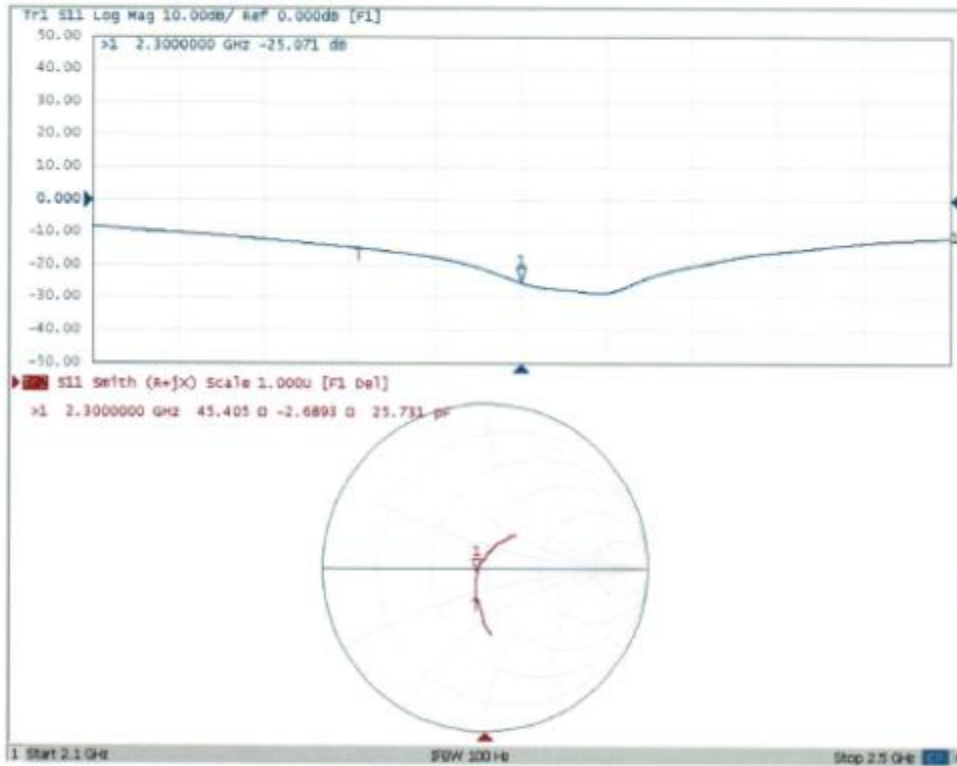 Tr1 S11 Log Mag 10.00dB/ Ref 0.000dB [F1]
50.00
>1 2.3000000 GHz -25.071 dB
40.00
30.00
20.00
10.00
0.000
-10.00
-20.00
-30.00
-40.00
-50.00
1
1
S11 Smith (R+jX) Scale 1.000U [F1 Del]
>1 2.3000000 GHz 45.405 Ω -2.6893 Ω 25.731 pF
1
1 Start 2.1 GHz
IFBW 100 Hz
Stop 2.5 GHz